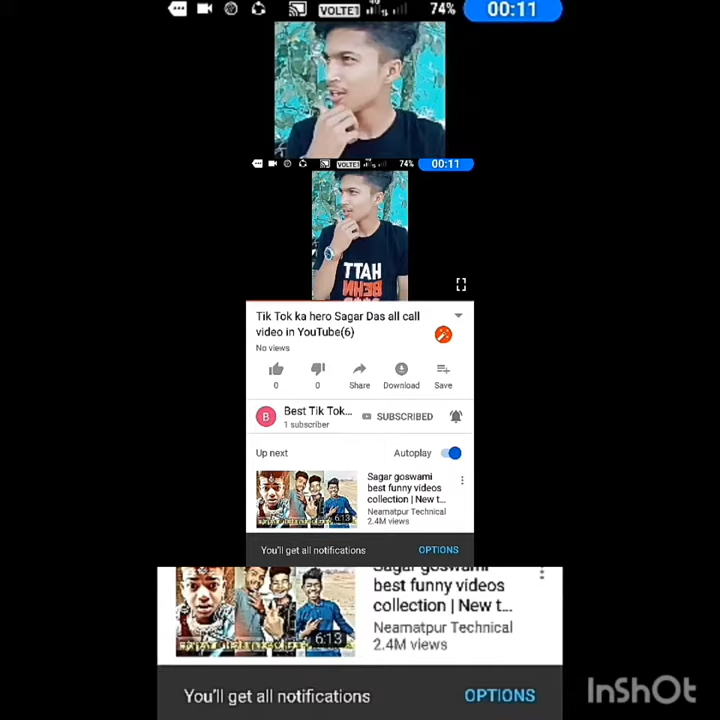 VOLTE1 4G 74% 00:11
VOLTE1 74% 00:11
HTAT
BEHN
Tik Tok ka hero Sagar Das all call
video in YouTube(6)
No views
0 0 Share Download Save
B Best Tik Tok... SUBSCRIBED
1 subscriber
Up next Autoplay
Sagar goswami
best funny videos
collection | New t...
Neamatpur Technical
2.4M views
6:13
You'll get all notifications OPTIONS
Sagar goswami
best funny videos
collection | New t...
Neamatpur Technical
2.4M views
6:13
You'll get all notifications OPTIONS
InShOt